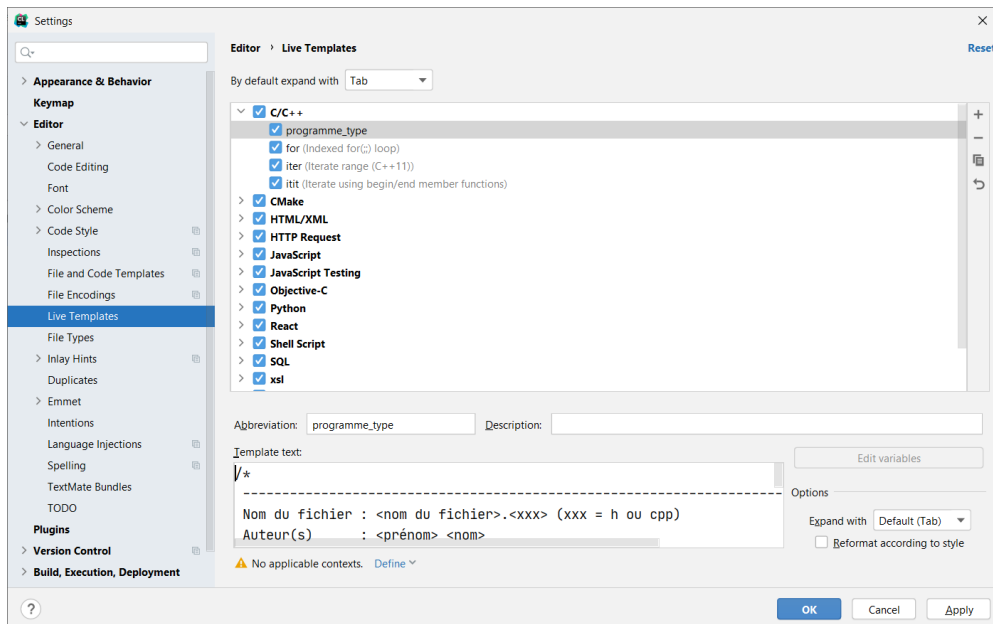 CL Settings
Editor › Live Templates Reset
By default expand with Tab
Appearance & Behavior
Keymap
Editor
General
Code Editing
Font
Color Scheme
Code Style
Inspections
File and Code Templates
File Encodings
Live Templates
File Types
Inlay Hints
Duplicates
Emmet
Intentions
Language Injections
Spelling
TextMate Bundles
TODO
Plugins
Version Control
Build, Execution, Deployment
C/C++
programme_type
for (Indexed for(;;) loop)
iter (Iterate range (C++11))
itit (Iterate using begin/end member functions)
CMake
HTML/XML
HTTP Request
JavaScript
JavaScript Testing
Objective-C
Python
React
Shell Script
SQL
xsl
Abbreviation: programme_type Description:
Template text:
/*
-----------------------------------------------------------------
Nom du fichier : <nom du fichier>.<xxx> (xxx = h ou cpp)
Auteur(s) : <prénom> <nom>
Edit variables
Options
Expand with Default (Tab)
Reformat according to style
No applicable contexts. Define
? OK Cancel Apply